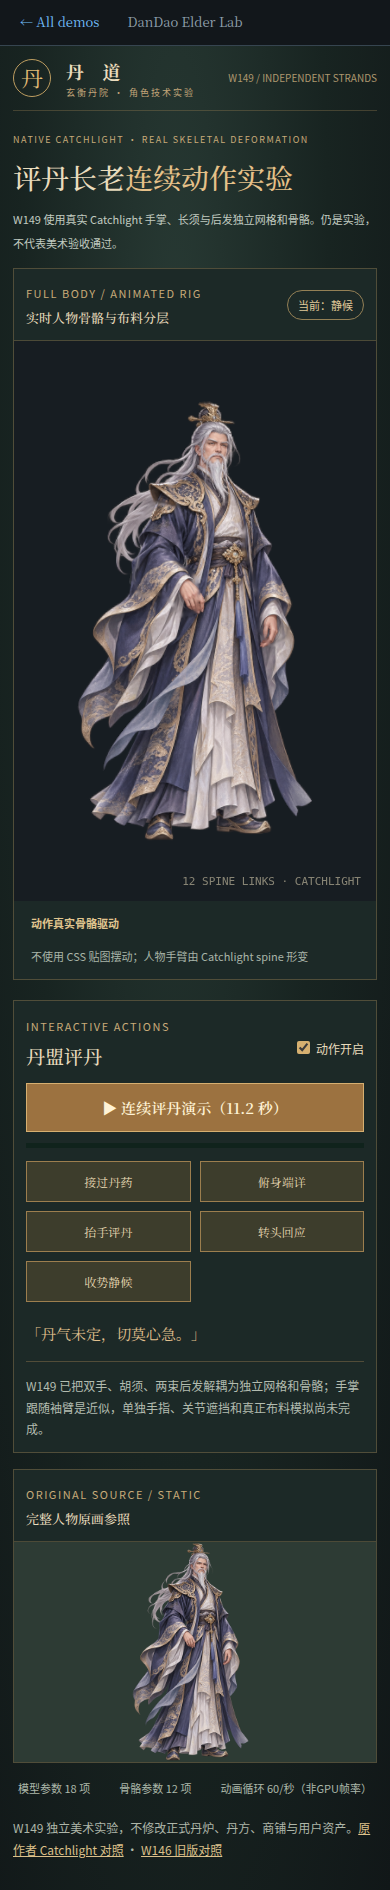 ← All demos DanDao Elder Lab
丹 丹 道 W149 / INDEPENDENT STRANDS
玄衡丹院 · 角色技术实验
NATIVE CATCHLIGHT · REAL SKELETAL DEFORMATION
评丹长老连续动作实验
W149 使用真实 Catchlight 手掌、长须与后发独立网格和骨骼。仍是实验，
不代表美术验收通过。
FULL BODY / ANIMATED RIG
实时人物骨骼与布料分层
当前：静候
12 SPINE LINKS · CATCHLIGHT
动作真实骨骼驱动
不使用 CSS 贴图摆动；人物手臂由 Catchlight spine 形变
INTERACTIVE ACTIONS
丹盟评丹
动作开启
▶ 连续评丹演示（11.2 秒）
接过丹药 俯身端详
抬手评丹 转头回应
收势静候
「丹气未定，切莫心急。」
W149 已把双手、胡须、两束后发解耦为独立网格和骨骼；手掌
跟随袖臂是近似，单独手指、关节遮挡和真正布料模拟尚未完
成。
ORIGINAL SOURCE / STATIC
完整人物原画参照
模型参数 18 项 骨骼参数 12 项 动画循环 60/秒（非GPU帧率）
W149 独立美术实验，不修改正式丹炉、丹方、商铺与用户资产。原
作者 Catchlight 对照 · W146 旧版对照